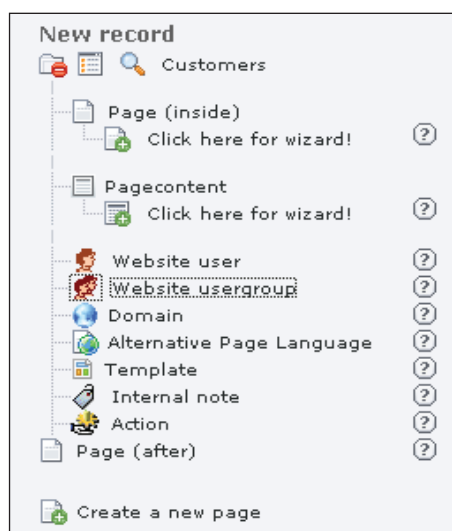 New record
Customers
Page (inside)
Click here for wizard! ?
Pagecontent
Click here for wizard! ?
Website user ?
Website usergroup ?
Domain ?
Alternative Page Language ?
Template ?
Internal note ?
Action ?
Page (after) ?
Create a new page